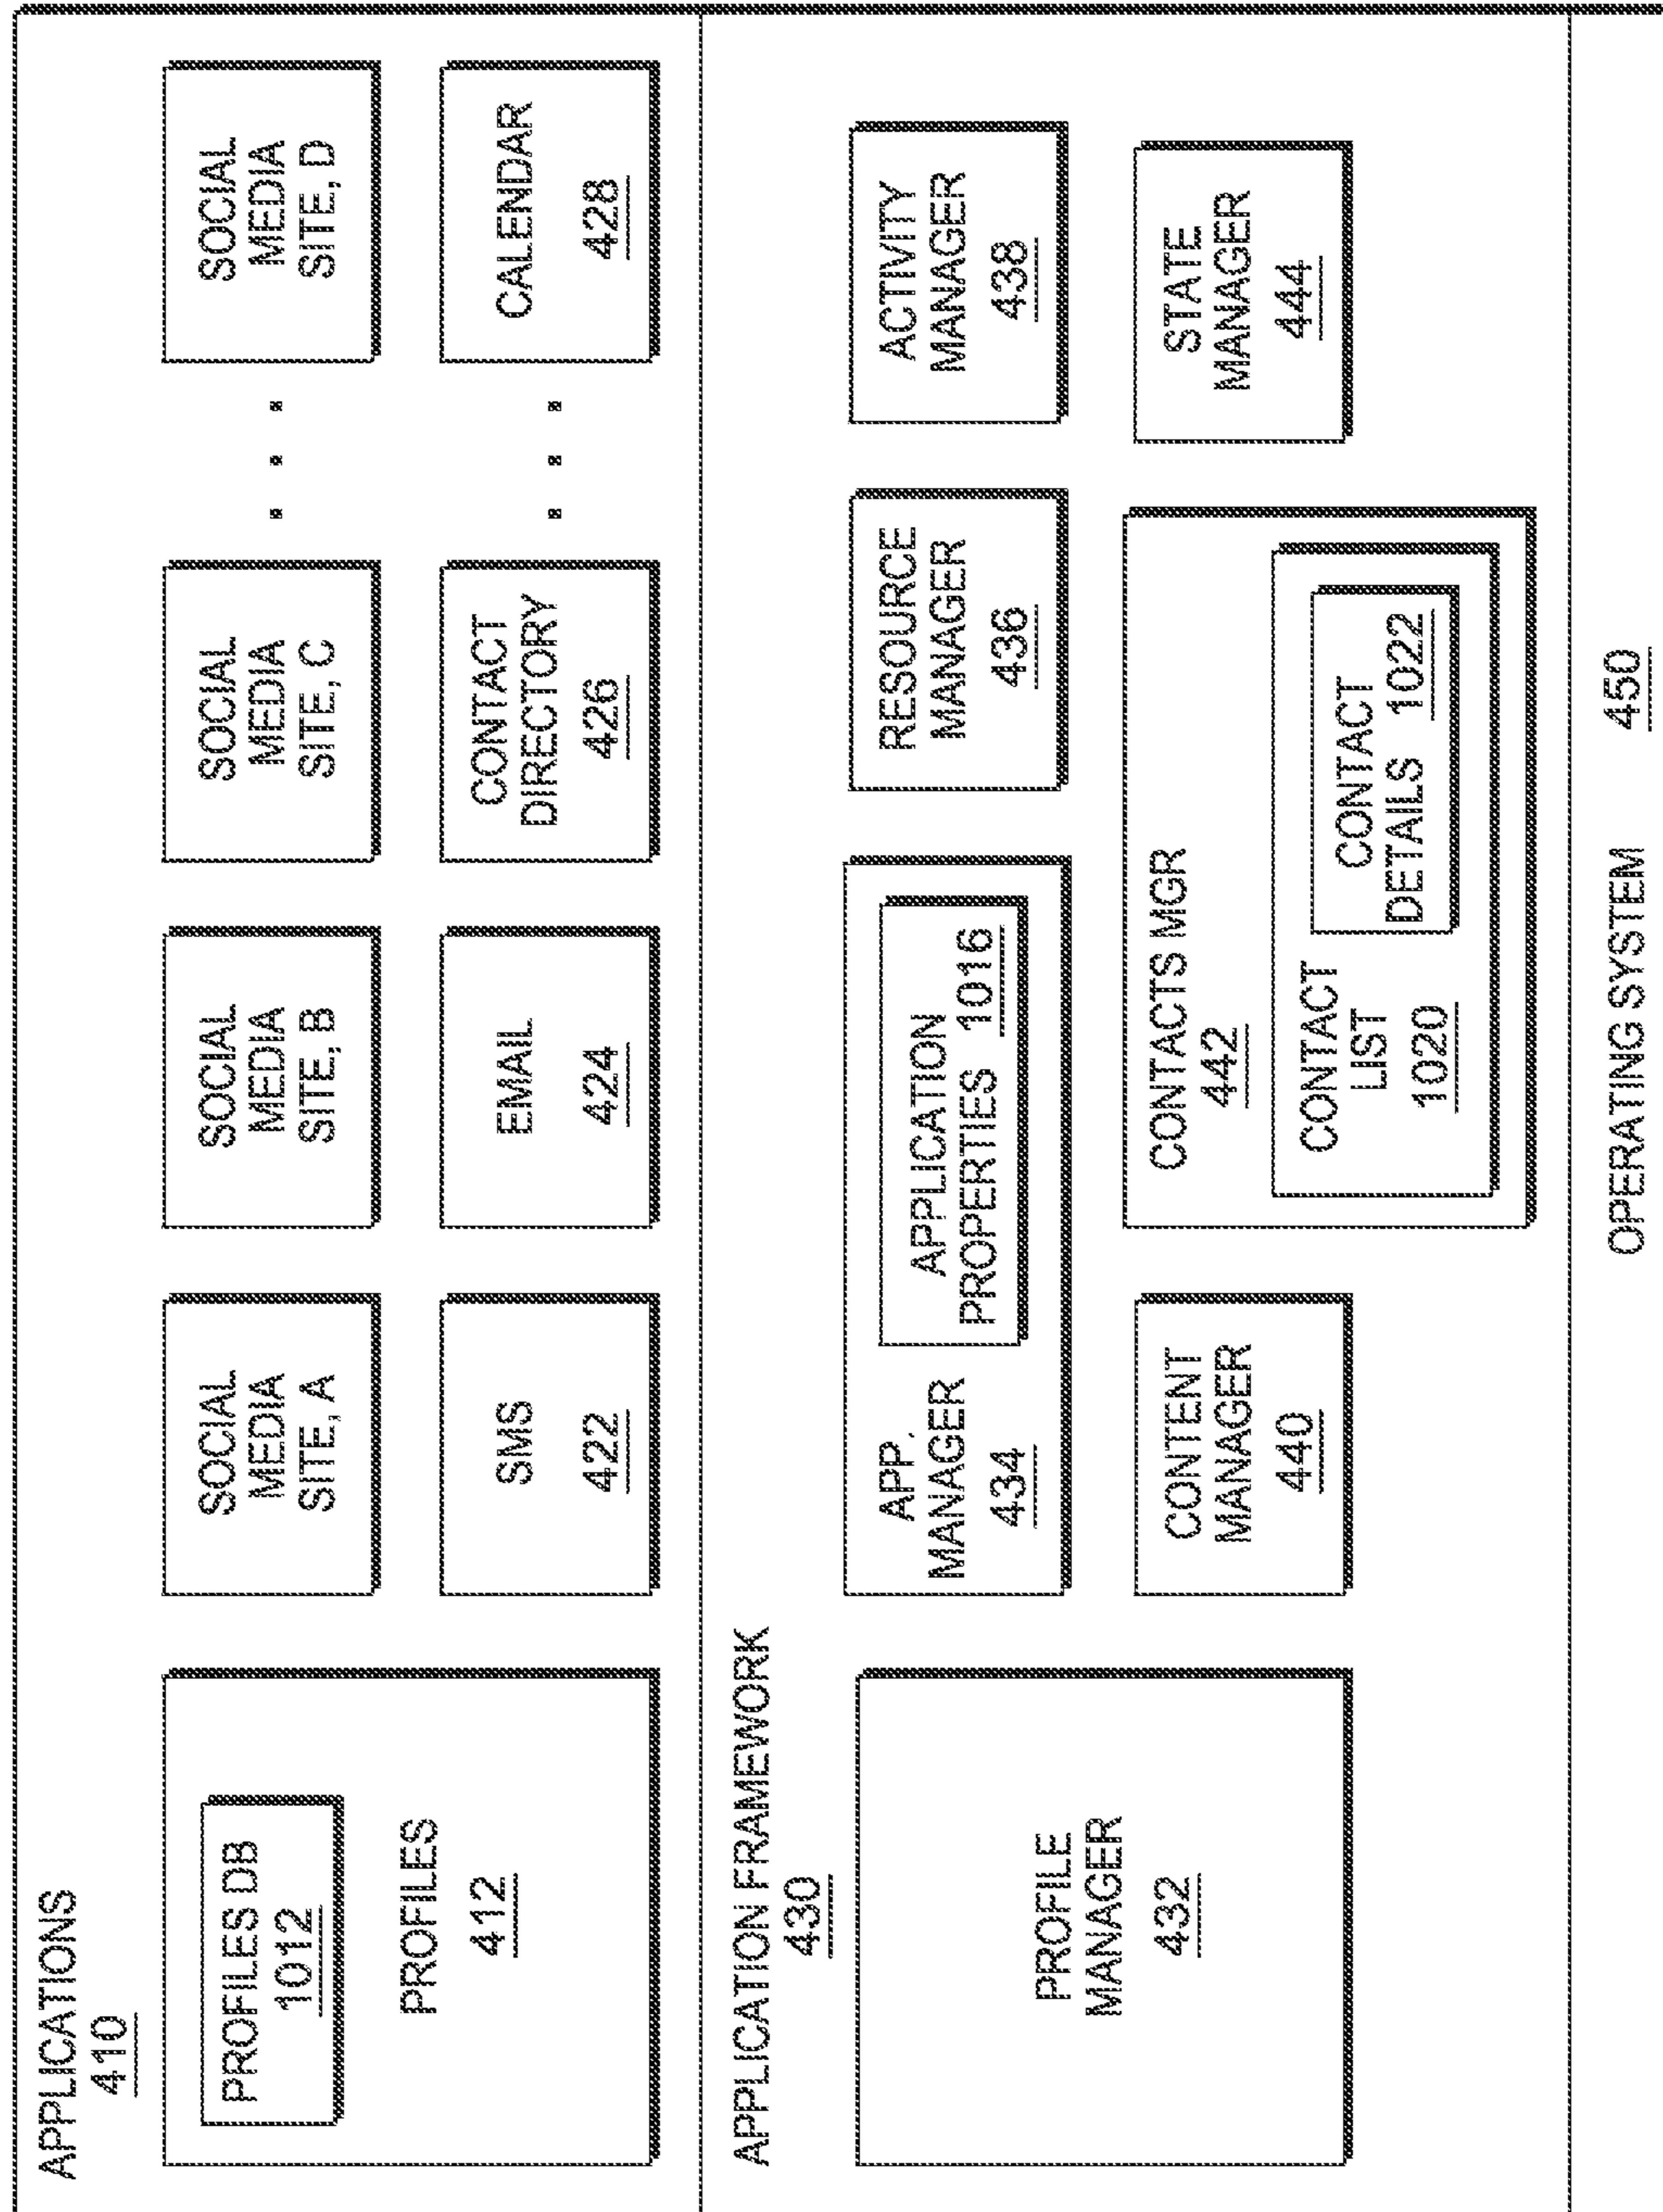 APPLICATIONS
410
PROFILES DB
1012
PROFILES
412
SOCIAL
MEDIA
SITE, A
SOCIAL
MEDIA
SITE, B
SOCIAL
MEDIA
SITE, C
. . .
SOCIAL
MEDIA
SITE, D
SMS
422
EMAIL
424
CONTACT
DIRECTORY
426
. . .
CALENDAR
428
APPLICATION FRAMEWORK
430
PROFILE
MANAGER
432
APP.
MANAGER
434
APPLICATION
PROPERTIES 1016
RESOURCE
MANAGER
436
ACTIVITY
MANAGER
438
CONTENT
MANAGER
440
CONTACTS MGR
442
CONTACT
LIST
1020
CONTACT
DETAILS 1022
STATE
MANAGER
444
OPERATING SYSTEM 450